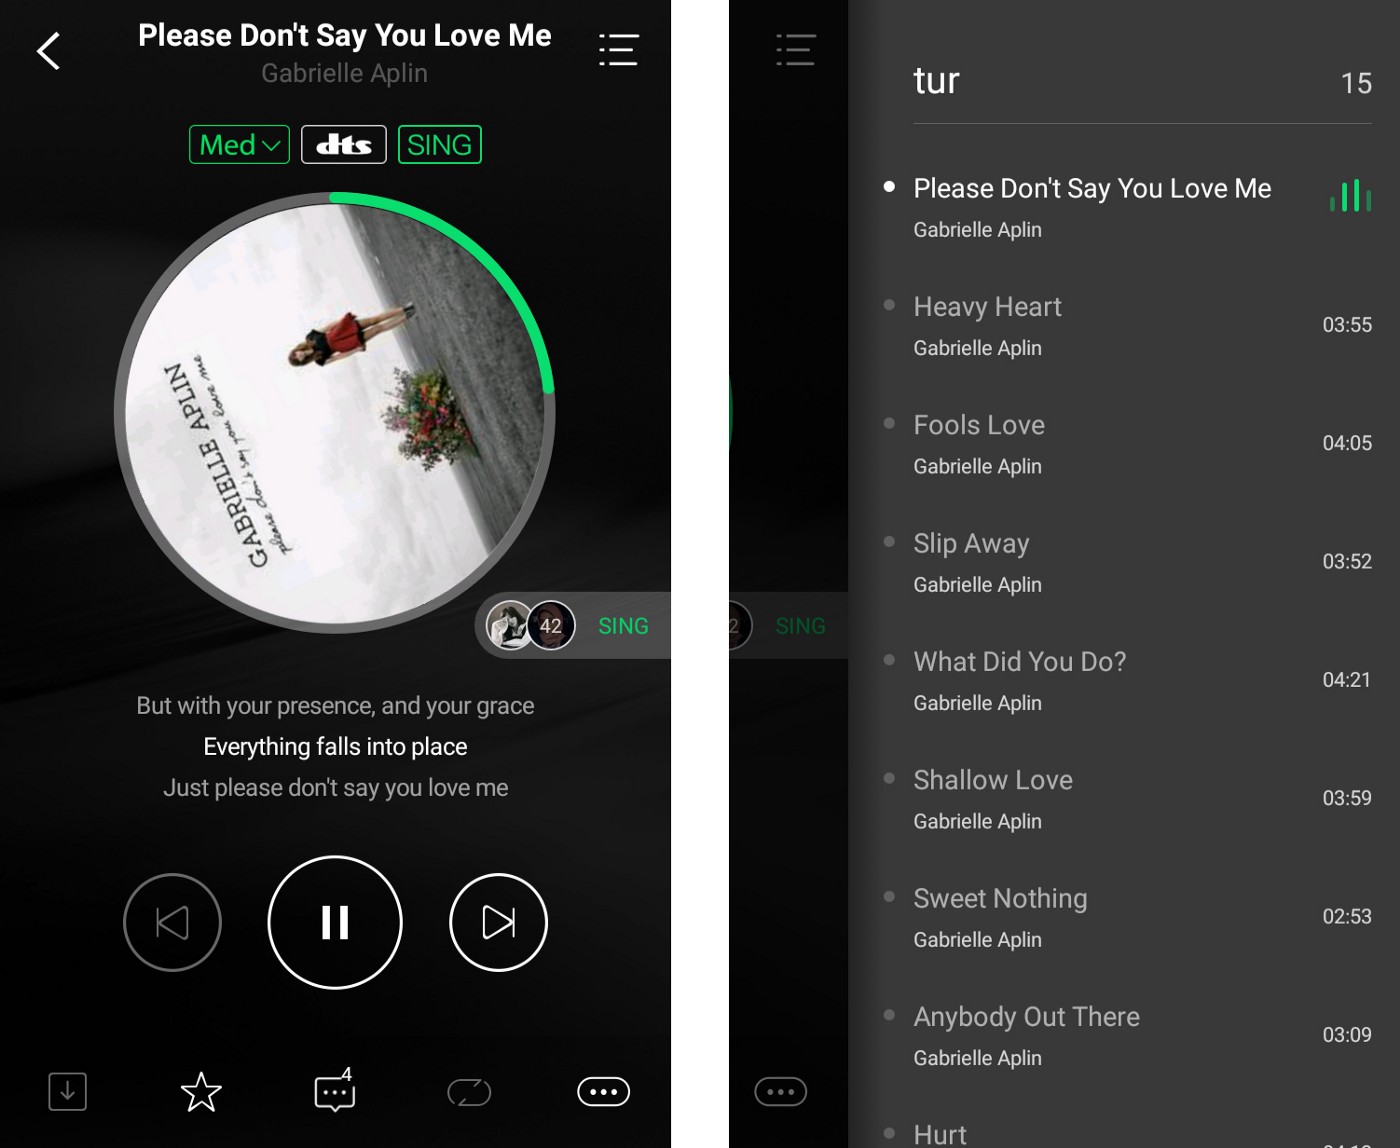 Please Don't Say You Love Me
Gabrielle Aplin
Med
dts
SING
GABRIELLE APLIN
please don't say you love me
42
SING
But with your presence, and your grace
Everything falls into place
Just please don't say you love me
4
2
SING
tur
15
Please Don't Say You Love Me
Gabrielle Aplin
Heavy Heart
Gabrielle Aplin
03:55
Fools Love
Gabrielle Aplin
04:05
Slip Away
Gabrielle Aplin
03:52
What Did You Do?
Gabrielle Aplin
04:21
Shallow Love
Gabrielle Aplin
03:59
Sweet Nothing
Gabrielle Aplin
02:53
Anybody Out There
Gabrielle Aplin
03:09
Hurt